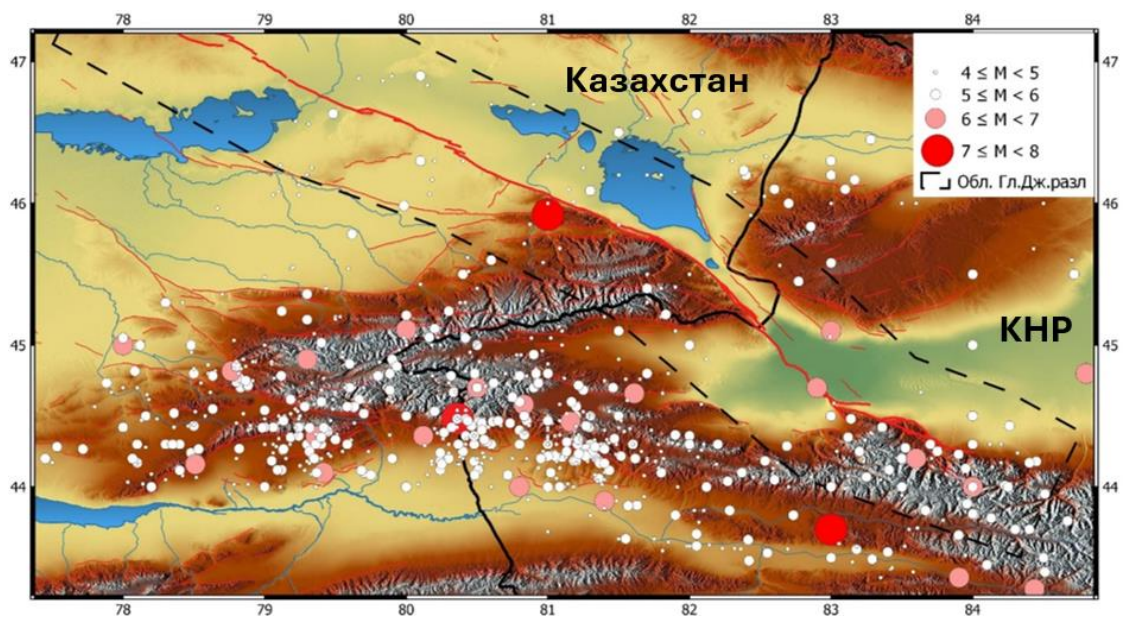 78 79 80 81 82 83 84
47 47
Казахстан
4 ≤ M < 5
5 ≤ M < 6
6 ≤ M < 7
7 ≤ M < 8
Обл. Гл.Дж.разл
46 46
КНР
45 45
44 44
78 79 80 81 82 83 84